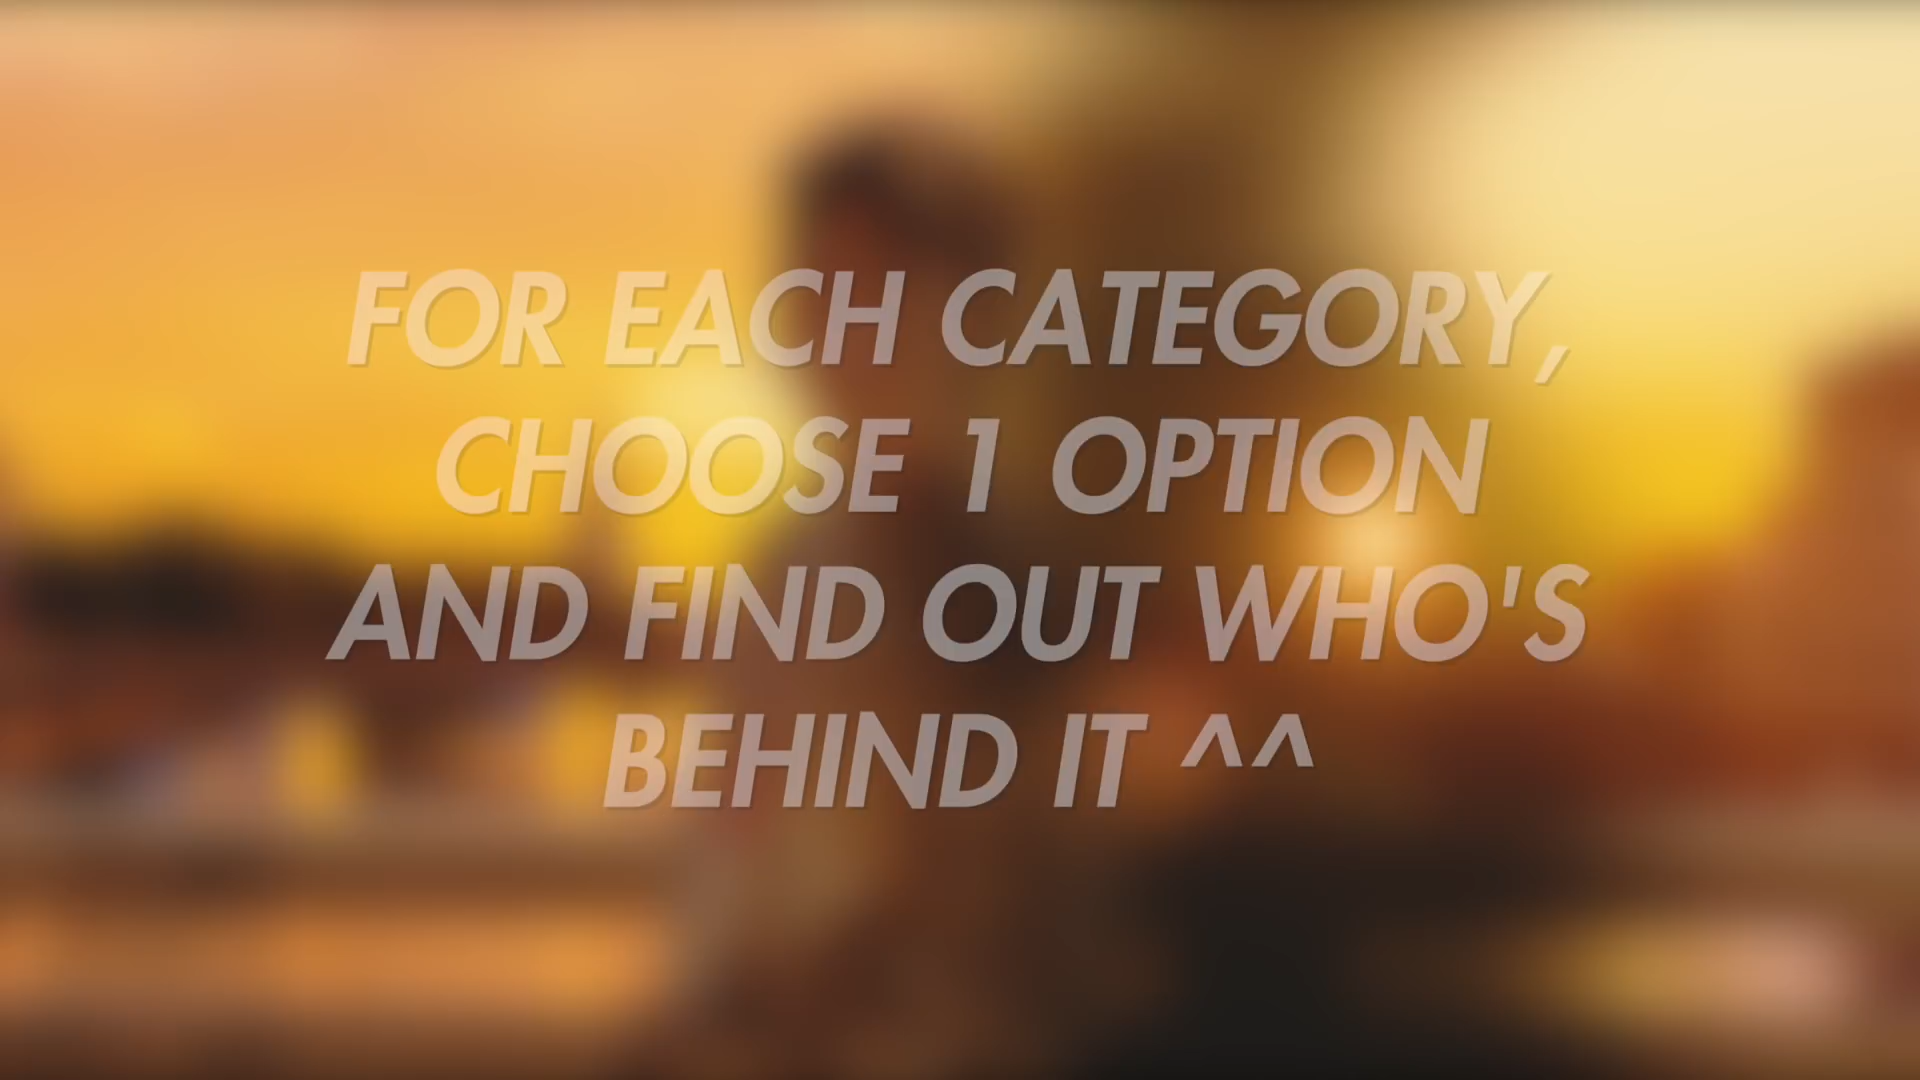 FOR EACH CATEGORY,
CHOOSE 1 OPTION
AND FIND OUT WHO'S
BEHIND IT ^^